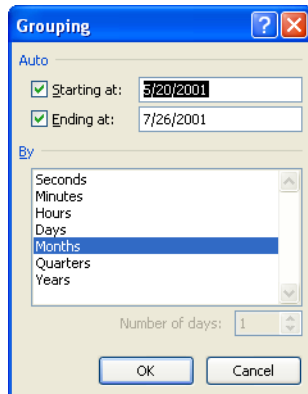 Grouping
Auto
Starting at: 5/20/2001
Ending at: 7/26/2001
By
Seconds
Minutes
Hours
Days
Months
Quarters
Years
Number of days: 1
OK Cancel